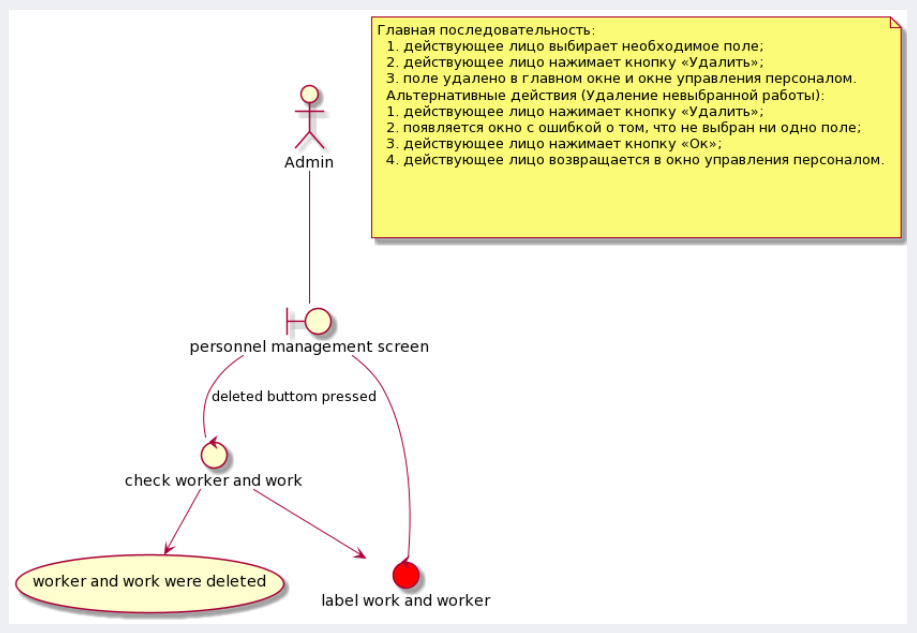 Главная последовательность:
1. действующее лицо выбирает необходимое поле;
2. действующее лицо нажимает кнопку «Удалить»;
3. поле удалено в главном окне и окне управления персоналом.
Альтернативные действия (Удаление невыбранной работы):
1. действующее лицо нажимает кнопку «Удалить»;
2. появляется окно с ошибкой о том, что не выбран ни одно поле;
3. действующее лицо нажимает кнопку «Ок»;
4. действующее лицо возвращается в окно управления персоналом.
Admin
personnel management screen
deleted buttom pressed
check worker and work
worker and work were deleted
label work and worker